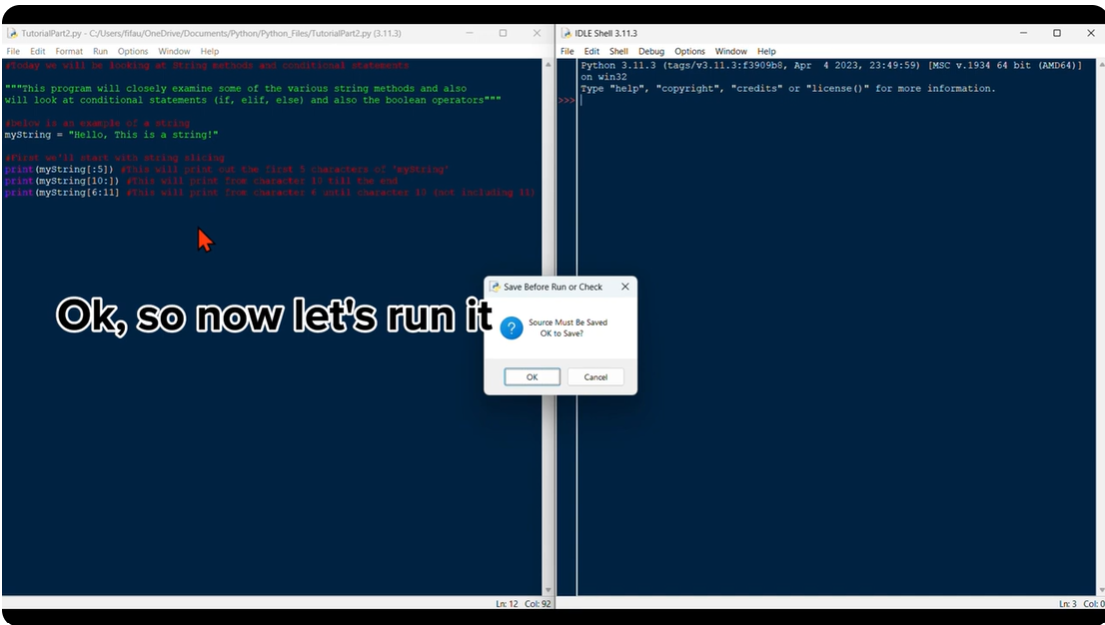 TutorialPart2.py - C:/Users/fifau/OneDrive/Documents/Python/Python_Files/TutorialPart2.py (3.11.3)
File Edit Format Run Options Window Help
#Today we will be looking at String methods and conditional statements
"""This program will closely examine some of the various string methods and also
will look at conditional statements (if, elif, else) and also the boolean operators"""
#Below is an example of a string
myString = "Hello, This is a string!"
#First we'll start with string slicing
print(myString[:5]) #This will print out the first 5 characters of "myString"
print(myString[10:]) #This will print from character 10 till the end
print(myString[6:11] #This will print from character 6 until character 10 (not including 11)
Ok, so now let's run it
Ln: 12 Col: 92
IDLE Shell 3.11.3
File Edit Shell Debug Options Window Help
Python 3.11.3 (tags/v3.11.3:f3909b8, Apr 4 2023, 23:49:59) [MSC v.1934 64 bit (AMD64)]
on win32
Type "help", "copyright", "credits" or "license()" for more information.
>>>
Save Before Run or Check
?
Source Must Be Saved
OK to Save?
OK Cancel
Ln: 3 Col: 0